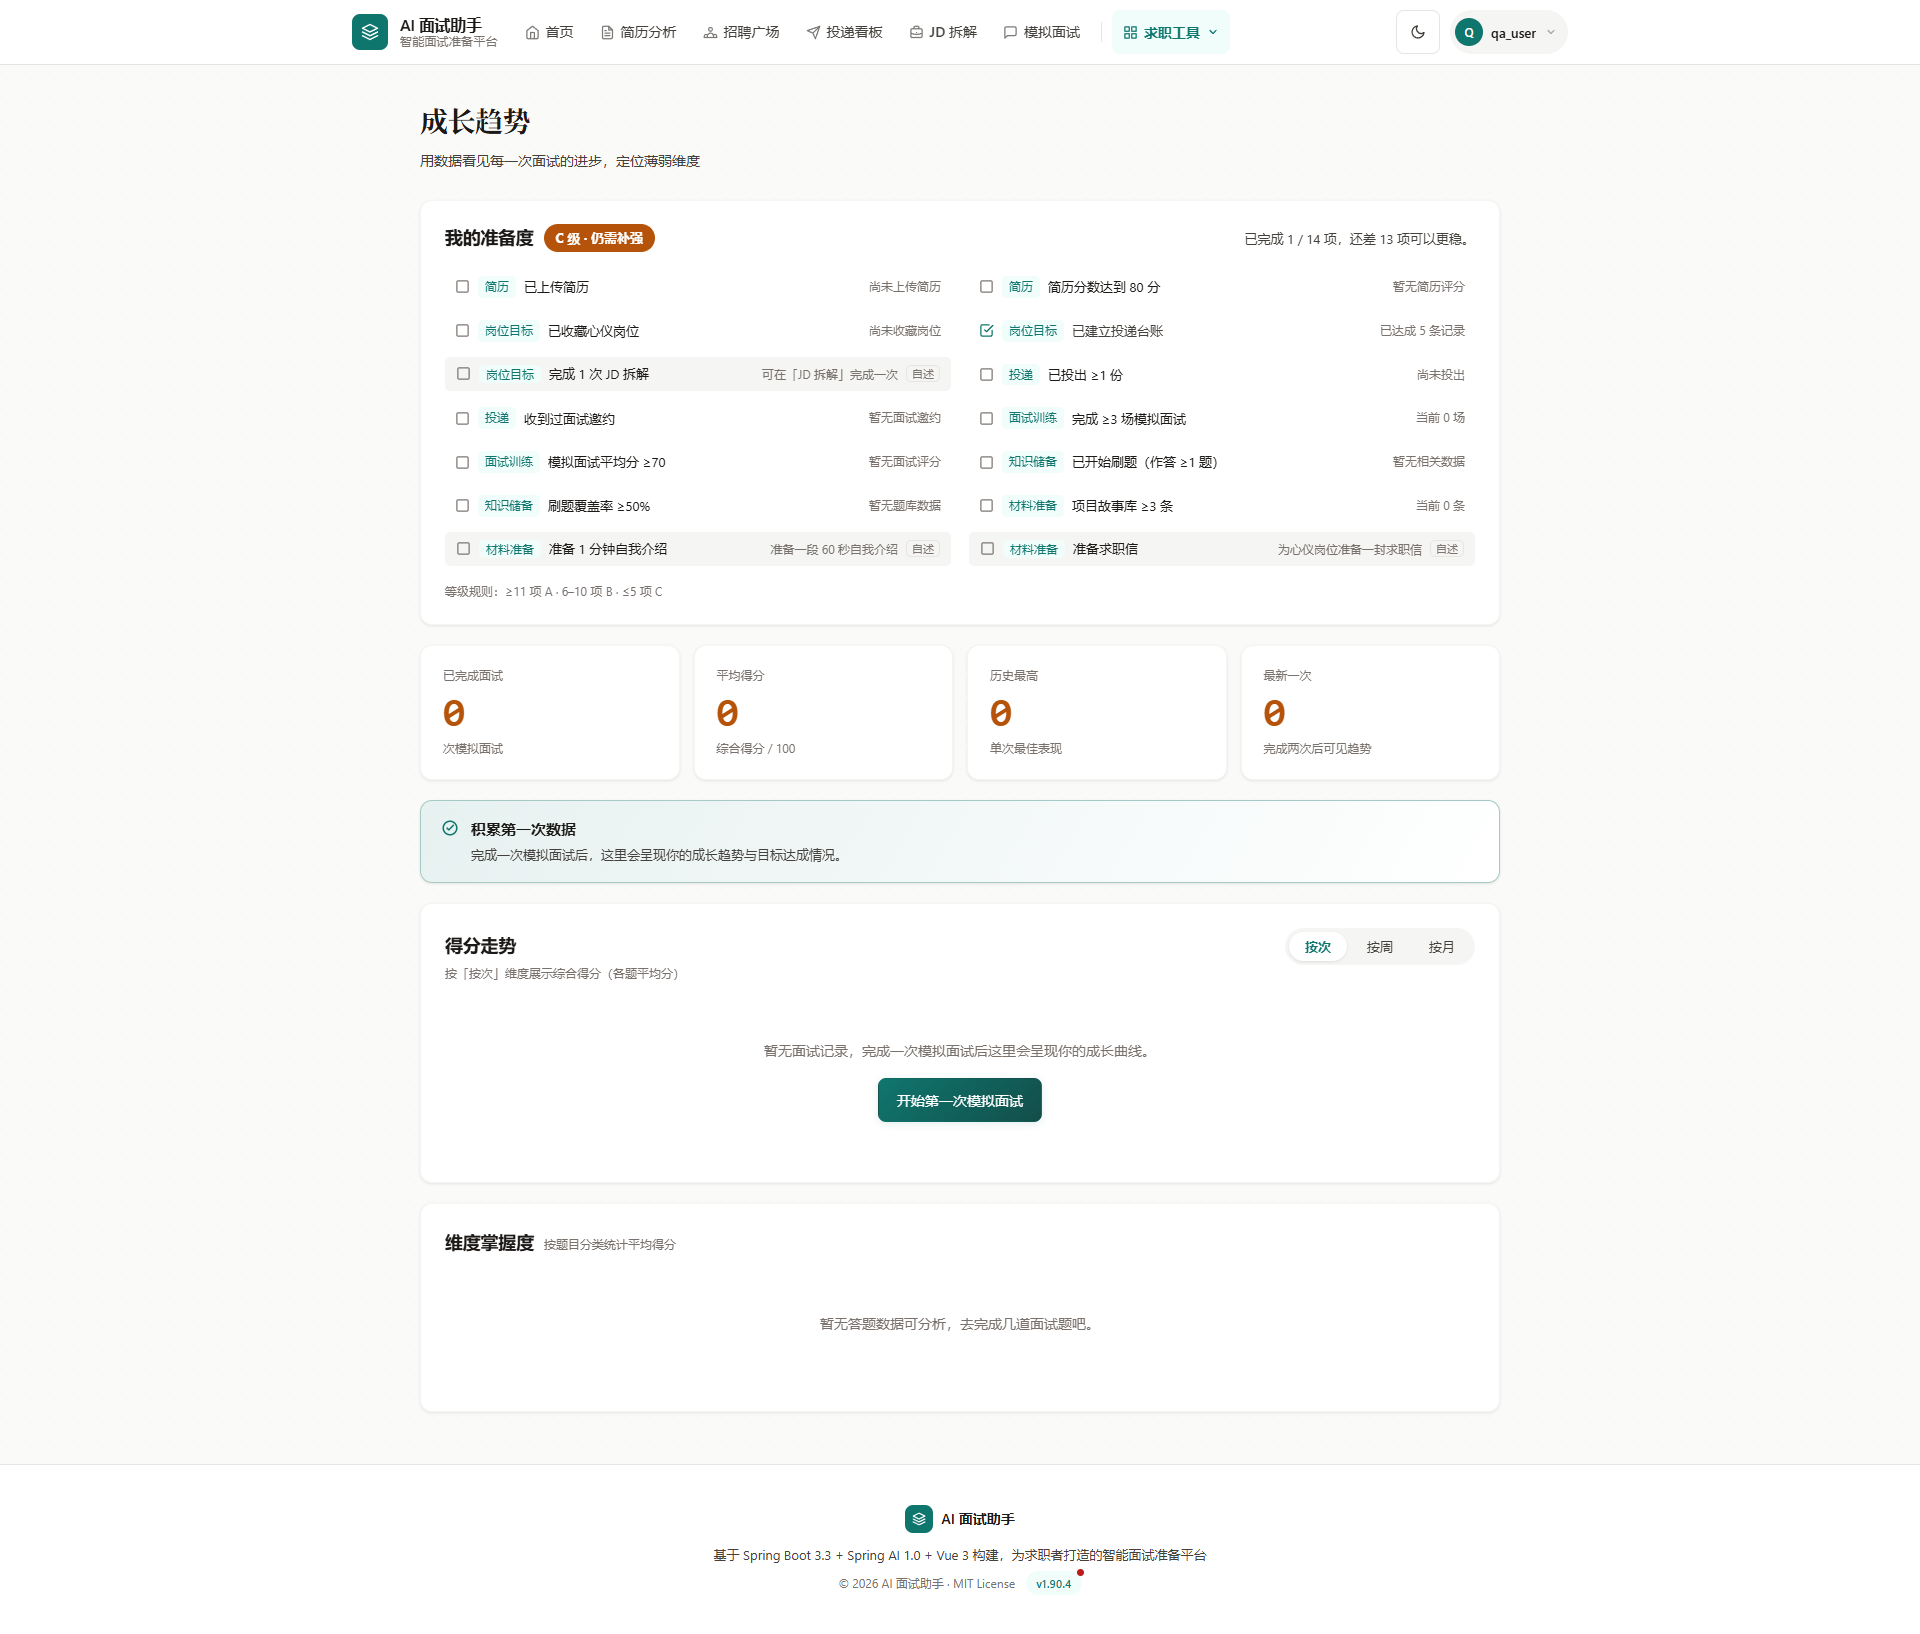 AI 面试助手
智能面试准备平台
首页
简历分析
招聘广场
投递看板
JD 拆解
模拟面试
求职工具
Q
qa_user
成长趋势
用数据看见每一次面试的进步，定位薄弱维度
我的准备度
C 级 · 仍需补强
已完成 1 / 14 项，还差 13 项可以更稳。
简历 已上传简历 尚未上传简历
简历 简历分数达到 80 分 暂无简历评分
岗位目标 已收藏心仪岗位 尚未收藏岗位
岗位目标 已建立投递台账 已达成 5 条记录
岗位目标 完成 1 次 JD 拆解 可在「JD 拆解」完成一次 自述
投递 已投出 ≥1 份 尚未投出
投递 收到过面试邀约 暂无面试邀约
面试训练 完成 ≥3 场模拟面试 当前 0 场
面试训练 模拟面试平均分 ≥70 暂无面试评分
知识储备 已开始刷题（作答 ≥1 题） 暂无相关数据
知识储备 刷题覆盖率 ≥50% 暂无题库数据
材料准备 项目故事库 ≥3 条 当前 0 条
材料准备 准备 1 分钟自我介绍 准备一段 60 秒自我介绍 自述
材料准备 准备求职信 为心仪岗位准备一封求职信 自述
等级规则：≥11 项 A · 6–10 项 B · ≤5 项 C
已完成面试
0
次模拟面试
平均得分
0
综合得分 / 100
历史最高
0
单次最佳表现
最新一次
0
完成两次后可见趋势
积累第一次数据
完成一次模拟面试后，这里会呈现你的成长趋势与目标达成情况。
得分走势
按「按次」维度展示综合得分（各题平均分）
按次
按周
按月
暂无面试记录，完成一次模拟面试后这里会呈现你的成长曲线。
开始第一次模拟面试
维度掌握度 按题目分类统计平均得分
暂无答题数据可分析，去完成几道面试题吧。
AI 面试助手
基于 Spring Boot 3.3 + Spring AI 1.0 + Vue 3 构建，为求职者打造的智能面试准备平台
© 2026 AI 面试助手 · MIT License v1.90.4